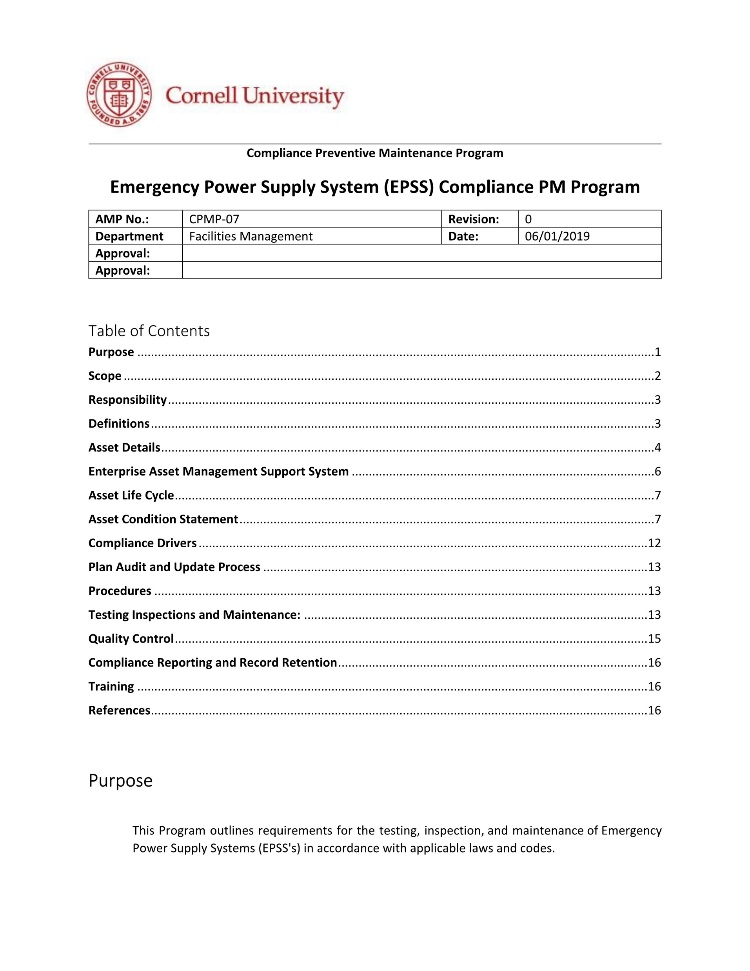 CORNELL UNIVERSITY
FOUNDED A.D. 1865
Cornell University
Compliance Preventive Maintenance Program
Emergency Power Supply System (EPSS) Compliance PM Program
AMP No.: CPMP-07 Revision: 0
Department Facilities Management Date: 06/01/2019
Approval:
Approval:
Table of Contents
Purpose ........ 1
Scope ........ 2
Responsibility ........ 3
Definitions ........ 3
Asset Details ........ 4
Enterprise Asset Management Support System ........ 6
Asset Life Cycle ........ 7
Asset Condition Statement ........ 7
Compliance Drivers ........ 12
Plan Audit and Update Process ........ 13
Procedures ........ 13
Testing Inspections and Maintenance: ........ 13
Quality Control ........ 15
Compliance Reporting and Record Retention ........ 16
Training ........ 16
References ........ 16
Purpose
This Program outlines requirements for the testing, inspection, and maintenance of Emergency
Power Supply Systems (EPSS's) in accordance with applicable laws and codes.